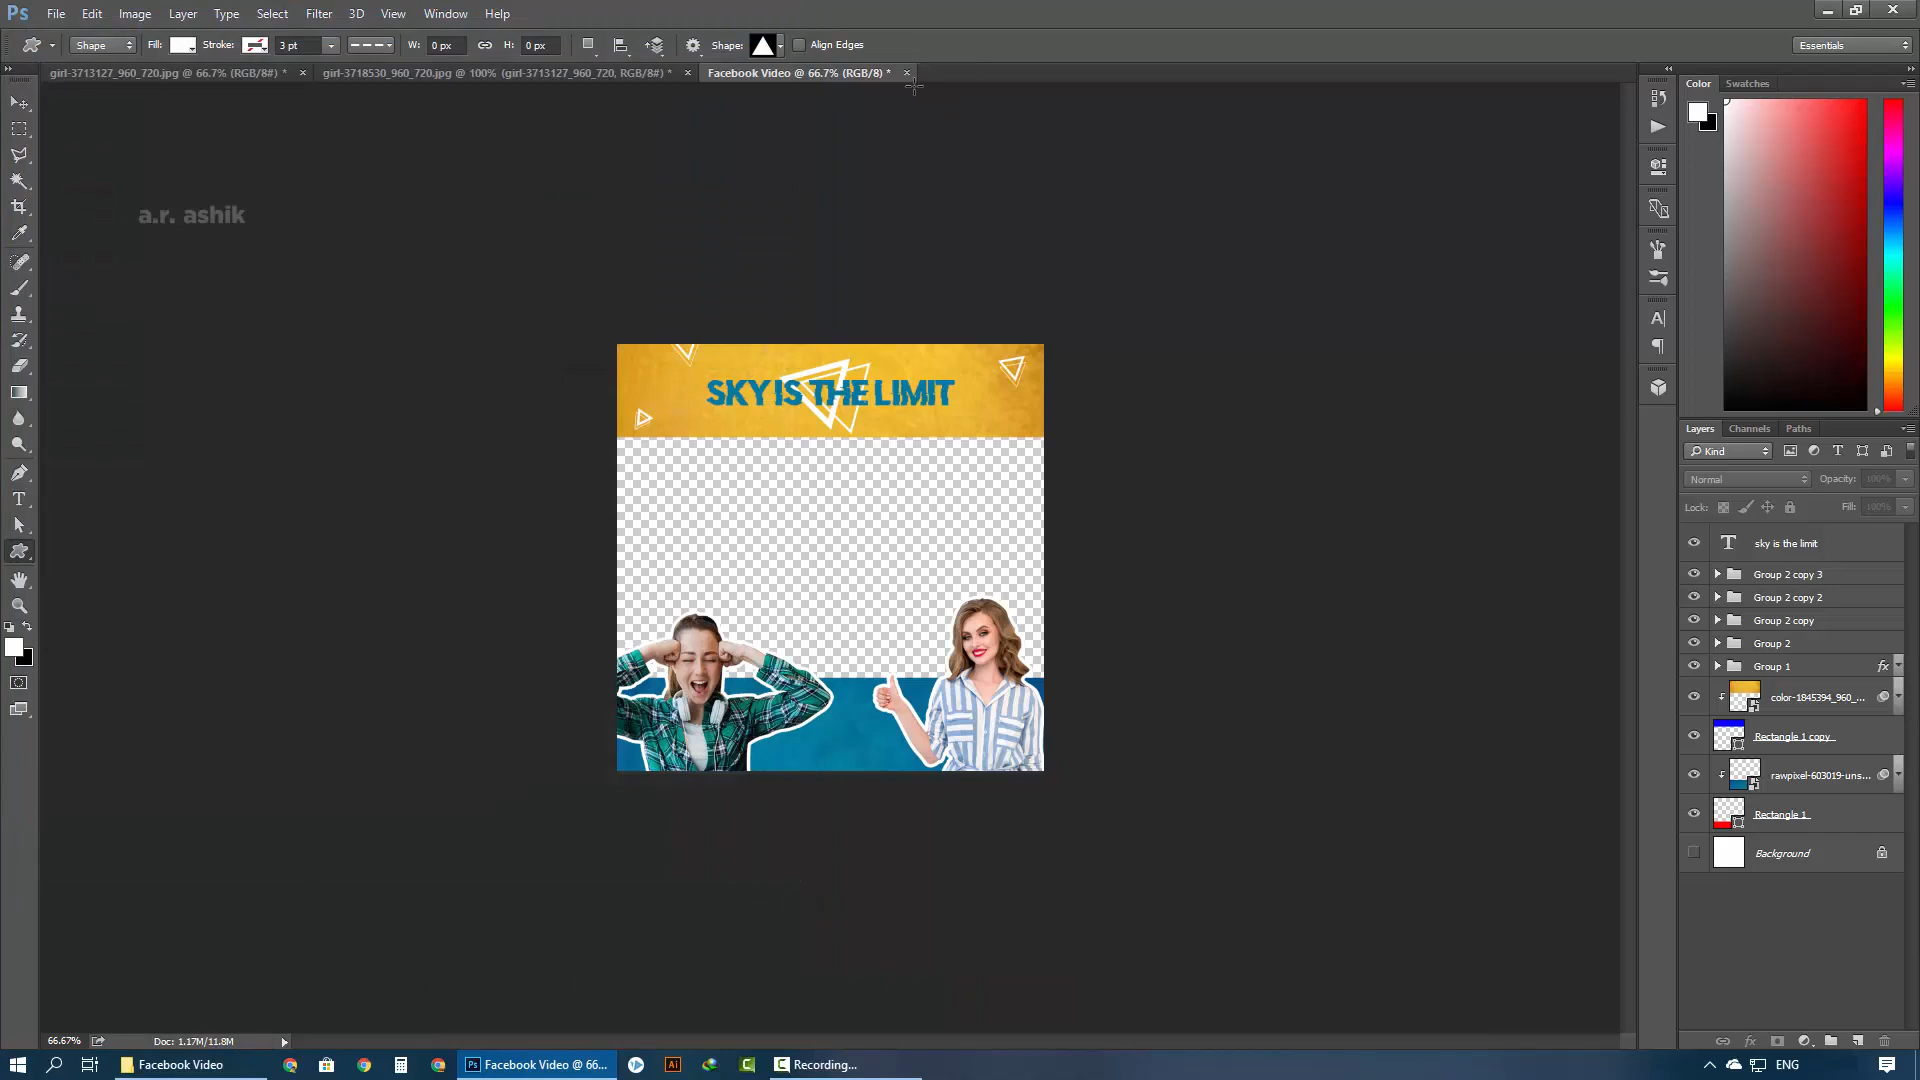 Ps File Edit Image Layer Type Select Filter 3D View Window Help
Shape Fill: Stroke: 3 pt W: 0 px H: 0 px Shape: Align Edges Essentials
girl-3713127_960_720.jpg @ 66.7% (RGB/8#) * × girl-3718530_960_720.jpg @ 100% (girl-3713127_960_720, RGB/8#) * × Facebook Video @ 66.7% (RGB/8) * ×
Color Swatches
a.r. ashik
SKY IS THE LIMIT
Layers Channels Paths
Kind
Normal Opacity: 100%
Lock: Fill: 100%
sky is the limit
Group 2 copy 3
Group 2 copy 2
Group 2 copy
Group 2
Group 1 fx
color-1845394_960_...
Rectangle 1 copy
rawpixel-603019-uns...
Rectangle 1
Background
66.67% Doc: 1.17M/11.8M
Facebook Video Ps Facebook Video @ 66... Ai Recording... ENG